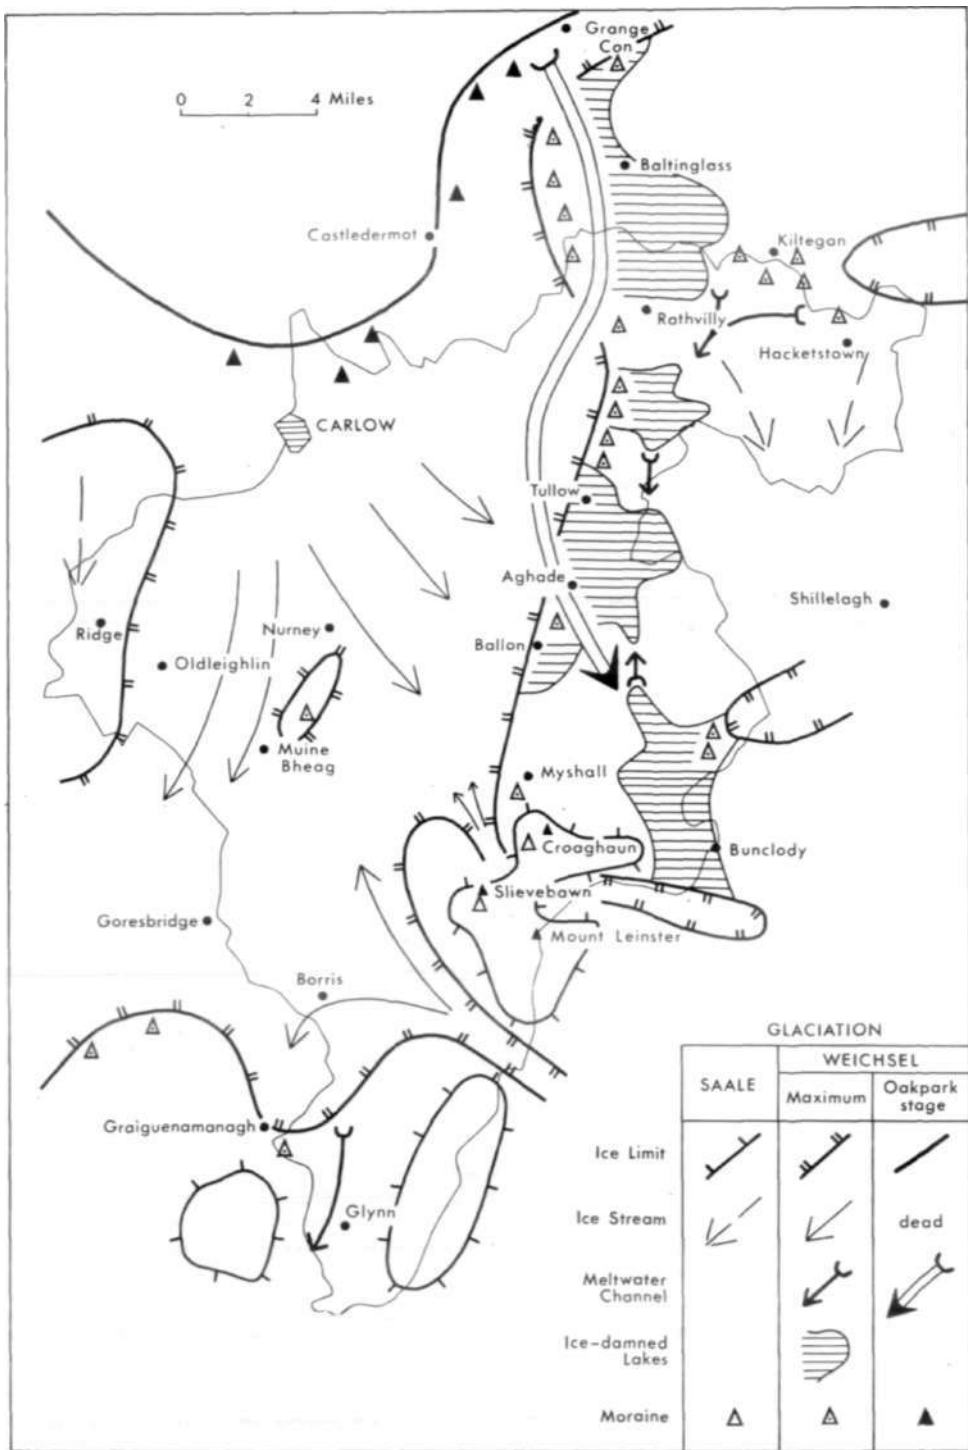 Grange
Con
0 2 4 Miles
Baltinglass
Castledermot
Kiltegan
Rathvilly
Hacketstown
CARLOW
Tullow
Aghade
Shillelagh
Ridge
Nurney
Oldleighlin
Ballon
Muine
Bheag
Myshall
Croaghaun
Bunclody
Slievebawn
Goresbridge
Mount Leinster
Borris
Graiguenamanagh
Glynn
GLACIATION
SAALE
WEICHSEL
Maximum
Oakpark
stage
Ice Limit
Ice Stream
dead
Meltwater
Channel
Ice-damned
Lakes
Moraine